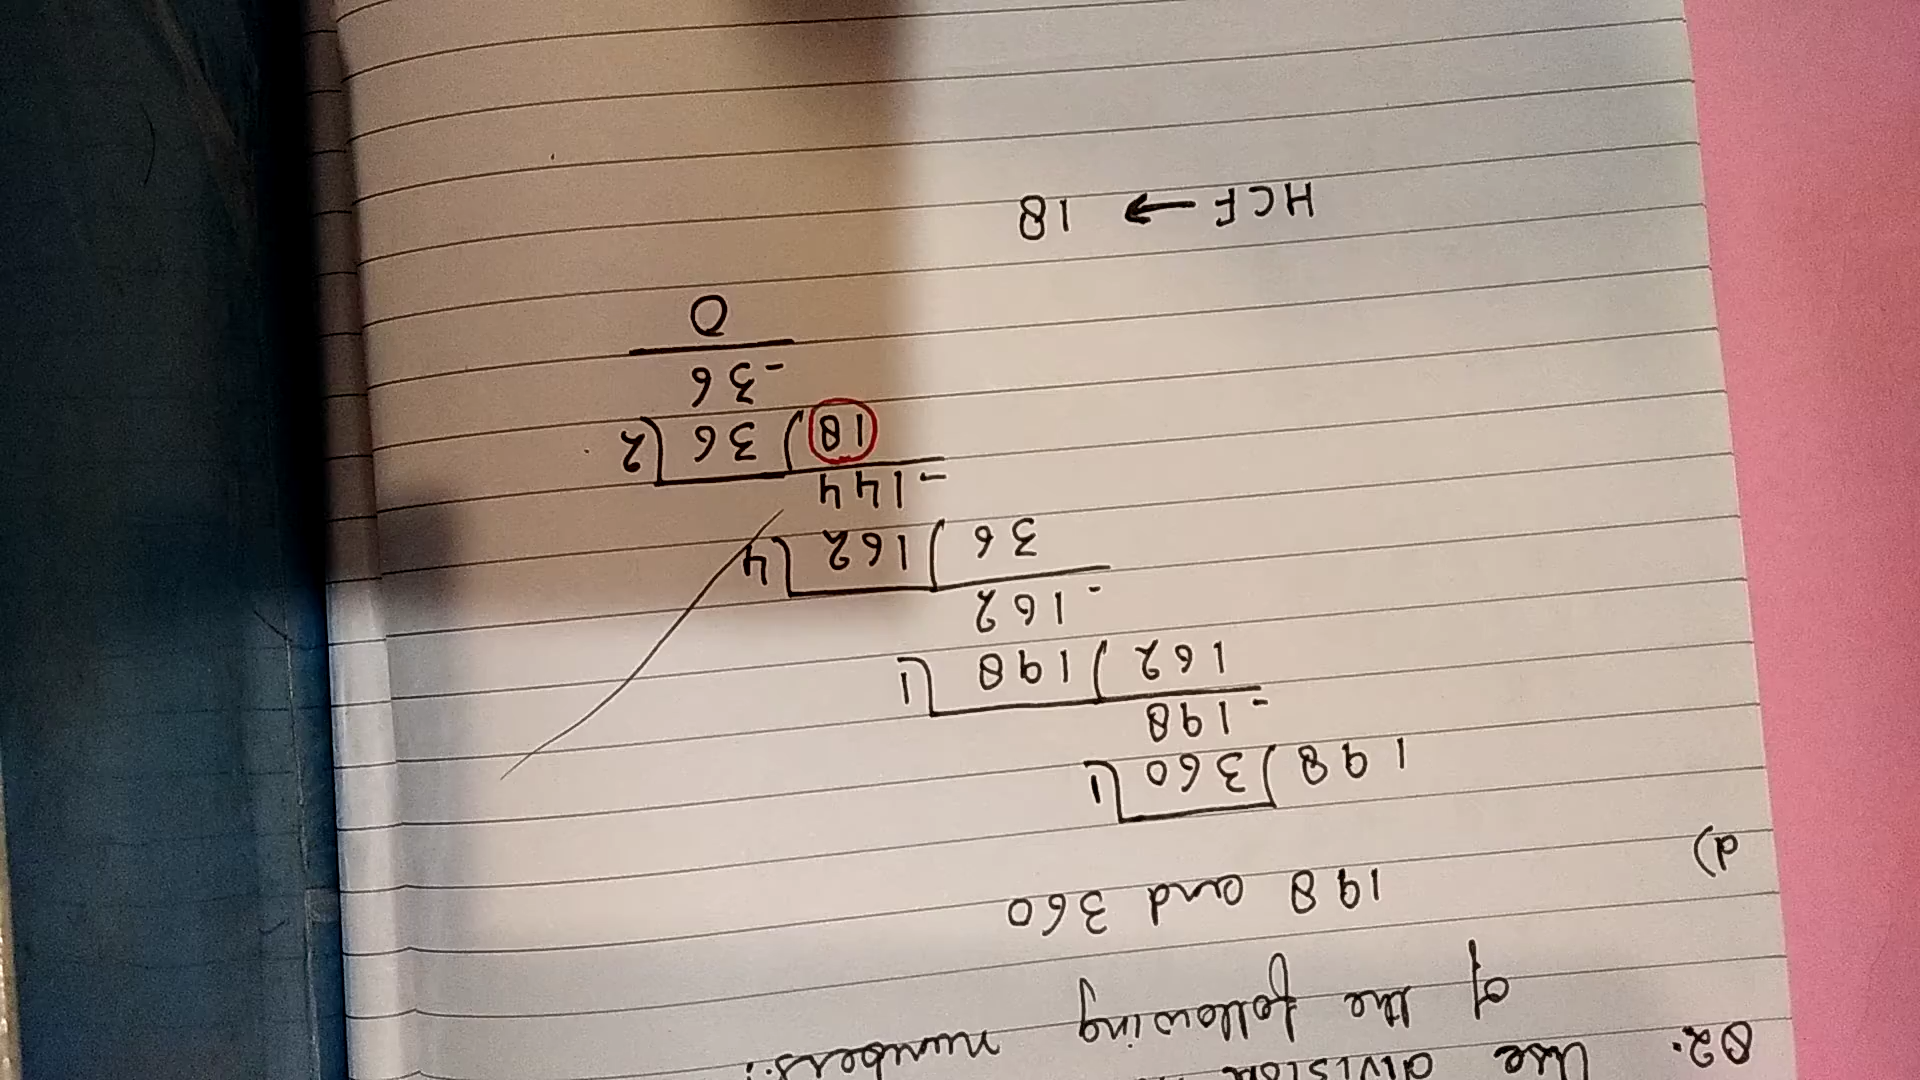 Q2. Use division
of the following numbers:
d) 198 and 360
198)360(1
-198
162)198(1
-162
36)162(4
-144
18)36(2
-36
0
HCF → 18